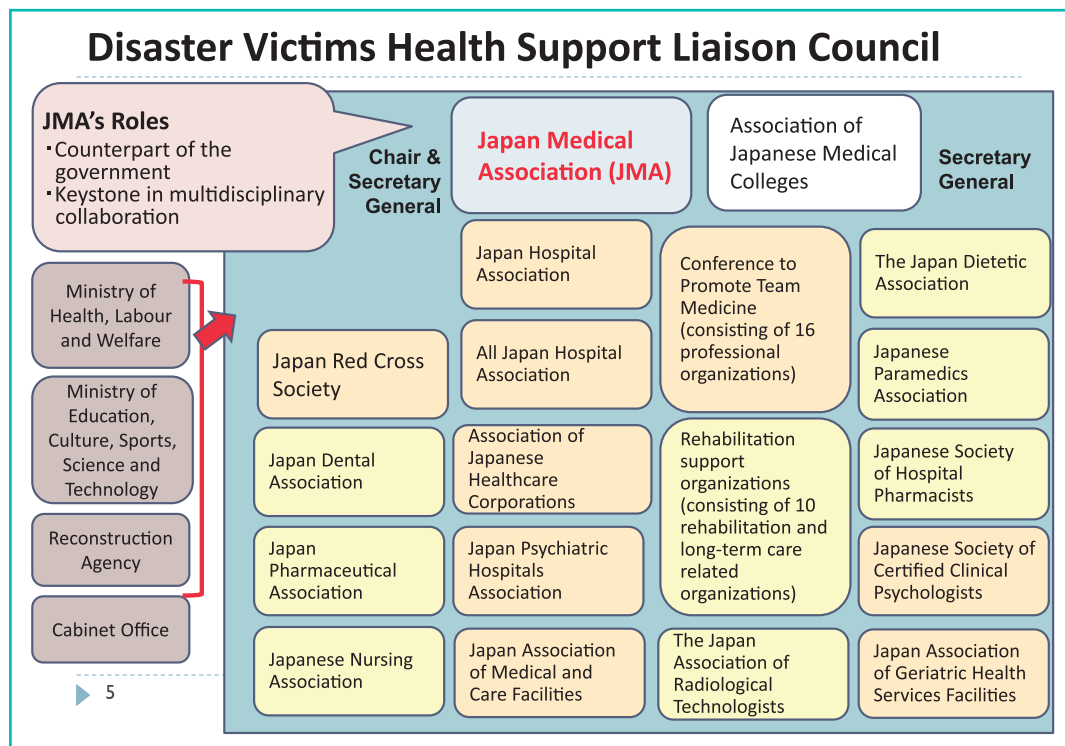 Disaster Victims Health Support Liaison Council
JMA's Roles
・Counterpart of the
government
・Keystone in multidisciplinary
collaboration
Chair &
Secretary
General
Japan Medical
Association (JMA)
Association of
Japanese Medical
Colleges
Secretary
General
Ministry of
Health, Labour
and Welfare
Ministry of
Education,
Culture, Sports,
Science and
Technology
Reconstruction
Agency
Cabinet Office
Japan Red Cross
Society
Japan Dental
Association
Japan
Pharmaceutical
Association
Japanese Nursing
Association
Japan Hospital
Association
All Japan Hospital
Association
Association of
Japanese
Healthcare
Corporations
Japan Psychiatric
Hospitals
Association
Japan Association
of Medical and
Care Facilities
Conference to
Promote Team
Medicine
(consisting of 16
professional
organizations)
Rehabilitation
support
organizations
(consisting of 10
rehabilitation and
long-term care
related
organizations)
The Japan
Association of
Radiological
Technologists
The Japan Dietetic
Association
Japanese
Paramedics
Association
Japanese Society
of Hospital
Pharmacists
Japanese Society of
Certified Clinical
Psychologists
Japan Association
of Geriatric Health
Services Facilities
5